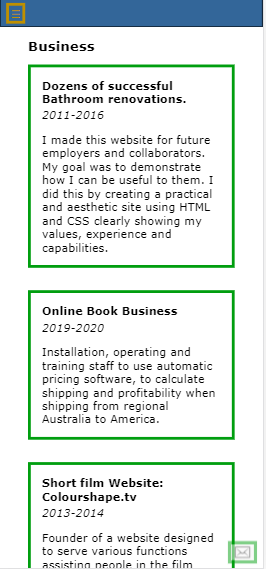 Business
Dozens of successful
Bathroom renovations.
2011-2016
I made this website for future
employers and collaborators.
My goal was to demonstrate
how I can be useful to them. I
did this by creating a practical
and aesthetic site using HTML
and CSS clearly showing my
values, experience and
capabilities.
Online Book Business
2019-2020
Installation, operating and
training staff to use automatic
pricing software, to calculate
shipping and profitability when
shipping from regional
Australia to America.
Short film Website:
Colourshape.tv
2013-2014
Founder of a website designed
to serve various functions
assisting people in the film